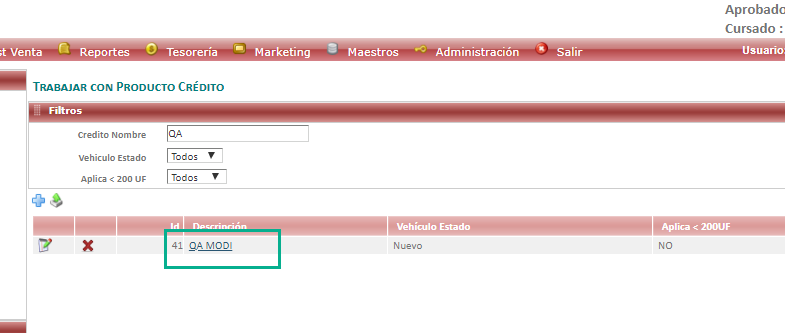 Aprobado
Cursado :
st Venta Reportes Tesorería Marketing Maestros Administración Salir Usuario
TRABAJAR CON PRODUCTO CRÉDITO
Filtros
Credito Nombre QA
Vehiculo Estado Todos
Aplica < 200 UF Todos
Id Descripción Vehículo Estado Aplica < 200UF
41 QA MODI Nuevo NO